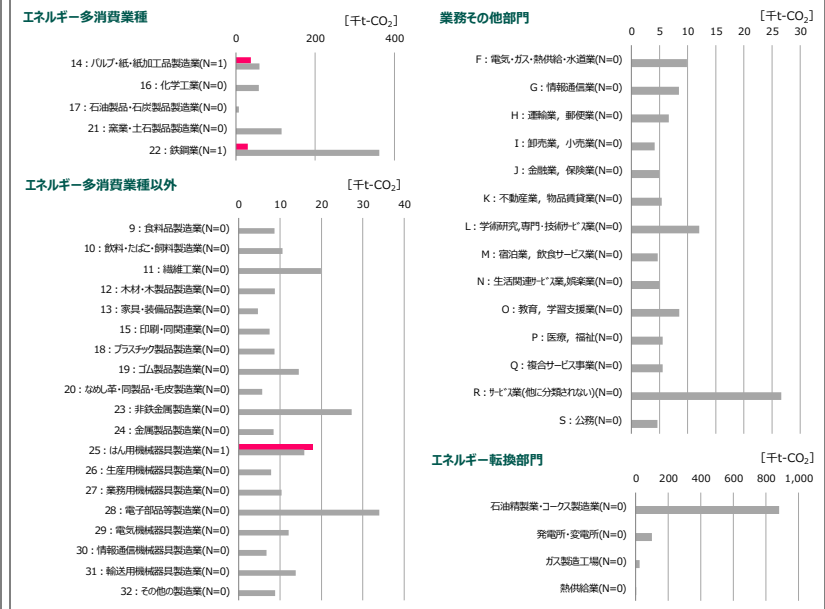 エネルギー多消費業種
[千t-CO₂]
0 200 400
14：パルプ・紙・紙加工品製造業(N=1)
16：化学工業(N=0)
17：石油製品・石炭製品製造業(N=0)
21：窯業・土石製品製造業(N=0)
22：鉄鋼業(N=1)
エネルギー多消費業種以外
[千t-CO₂]
0 10 20 30 40
9：食料品製造業(N=0)
10：飲料・たばこ・飼料製造業(N=0)
11：繊維工業(N=0)
12：木材・木製品製造業(N=0)
13：家具・装備品製造業(N=0)
15：印刷・同関連業(N=0)
18：プラスチック製品製造業(N=0)
19：ゴム製品製造業(N=0)
20：なめし革・同製品・毛皮製造業(N=0)
23：非鉄金属製造業(N=0)
24：金属製品製造業(N=0)
25：はん用機械器具製造業(N=1)
26：生産用機械器具製造業(N=0)
27：業務用機械器具製造業(N=0)
28：電子部品等製造業(N=0)
29：電気機械器具製造業(N=0)
30：情報通信機械器具製造業(N=0)
31：輸送用機械器具製造業(N=0)
32：その他の製造業(N=0)
業務その他部門
[千t-CO₂]
0 5 10 15 20 25 30
F：電気・ガス・熱供給・水道業(N=0)
G：情報通信業(N=0)
H：運輸業，郵便業(N=0)
I：卸売業，小売業(N=0)
J：金融業，保険業(N=0)
K：不動産業，物品賃貸業(N=0)
L：学術研究,専門・技術サービス業(N=0)
M：宿泊業，飲食サービス業(N=0)
N：生活関連サービス業,娯楽業(N=0)
O：教育，学習支援業(N=0)
P：医療，福祉(N=0)
Q：複合サービス事業(N=0)
R：サービス業(他に分類されない)(N=0)
S：公務(N=0)
エネルギー転換部門
[千t-CO₂]
0 200 400 600 800 1,000
石油精製業・コークス製造業(N=0)
発電所・変電所(N=0)
ガス製造工場(N=0)
熱供給業(N=0)